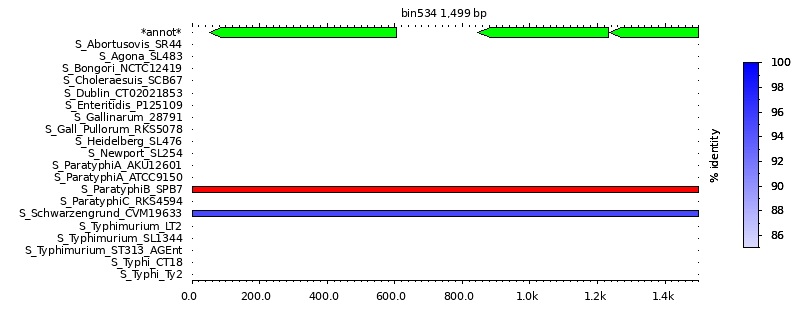 bin534 1,499 bp
*annot*
S_Abortusovis_SR44
S_Agona_SL483
S_Bongori_NCTC12419
S_Choleraesuis_SCB67
S_Dublin_CT02021853
S_Enteritidis_P125109
S_Gallinarum_28791
S_Gall_Pullorum_RKS5078
S_Heidelberg_SL476
S_Newport_SL254
S_ParatyphiA_AKU12601
S_ParatyphiA_ATCC9150
S_ParatyphiB_SPB7
S_ParatyphiC_RKS4594
S_Schwarzengrund_CVM19633
S_Typhimurium_LT2
S_Typhimurium_SL1344
S_Typhimurium_ST313_AGEnt
S_Typhi_CT18
S_Typhi_Ty2
0.0 200.0 400.0 600.0 800.0 1.0k 1.2k 1.4k
% identity
100
98
96
94
92
90
88
86